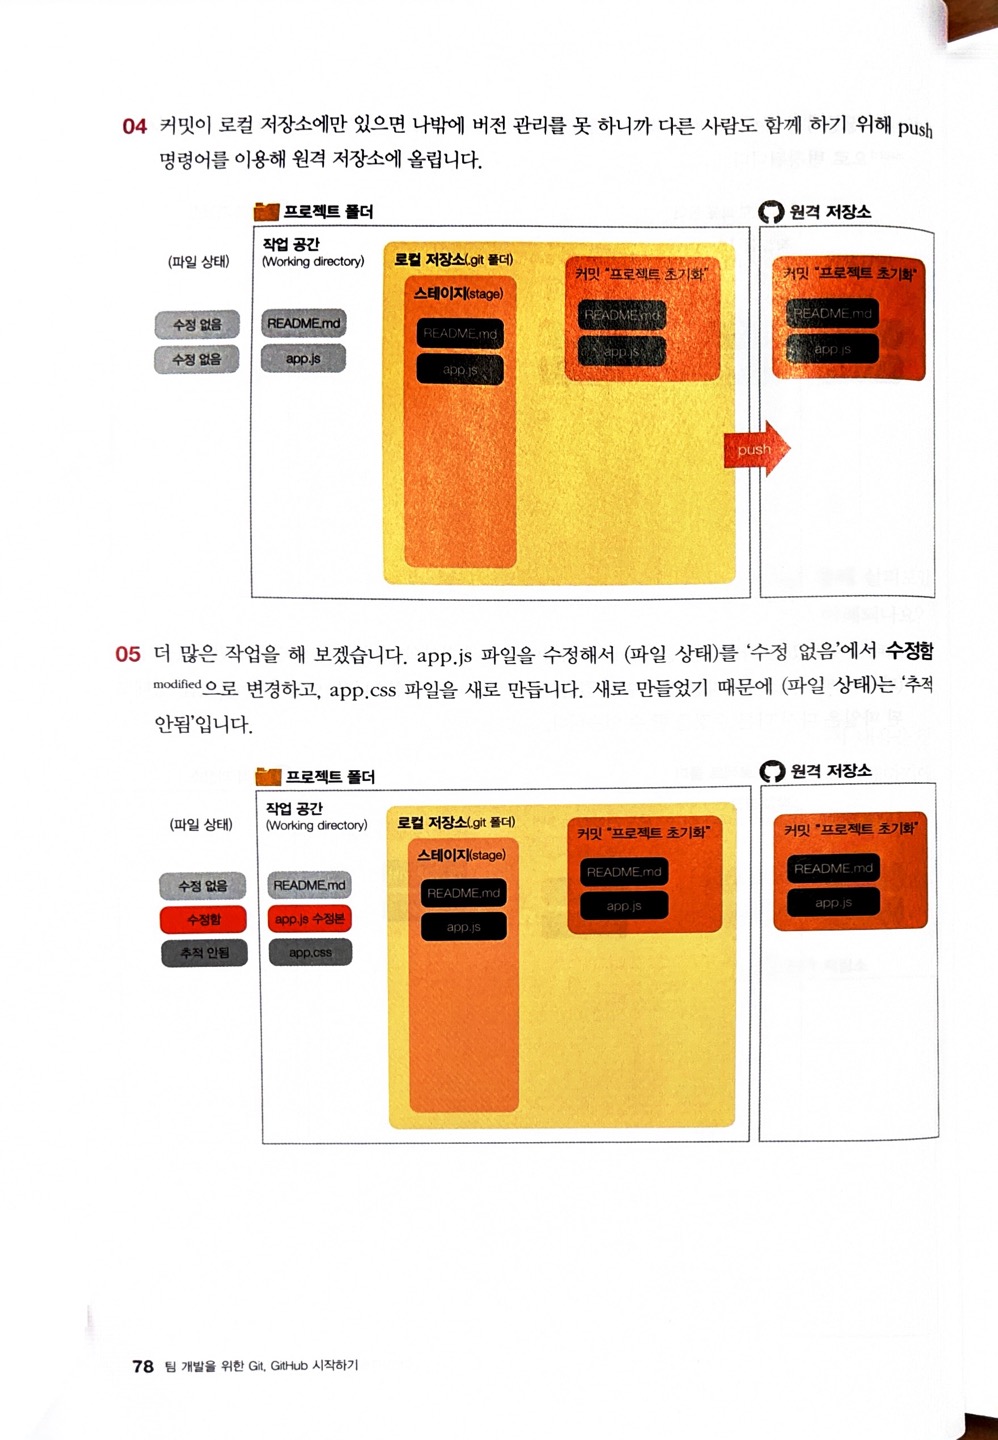 04 커밋이 로컬 저장소에만 있으면 나밖에 버전 관리를 못 하니까 다른 사람도 함께 하기 위해 push
명령어를 이용해 원격 저장소에 올립니다.
프로젝트 폴더
원격 저장소
(파일 상태)
작업 공간
(Working directory)
로컬 저장소(.git 폴더)
스테이지(stage)
커밋 "프로젝트 초기화"
커밋 "프로젝트 초기화"
수정 없음
README.md
README.md
README.md
README.md
수정 없음
app.js
app.js
app.js
app.js
push
05 더 많은 작업을 해 보겠습니다. app.js 파일을 수정해서 (파일 상태)를 '수정 없음'에서 수정함
modified으로 변경하고, app.css 파일을 새로 만듭니다. 새로 만들었기 때문에 (파일 상태)는 '추적
안됨'입니다.
프로젝트 폴더
원격 저장소
(파일 상태)
작업 공간
(Working directory)
로컬 저장소(.git 폴더)
스테이지(stage)
커밋 "프로젝트 초기화"
커밋 "프로젝트 초기화"
수정 없음
README.md
README.md
README.md
README.md
수정함
app.js 수정본
app.js
app.js
app.js
추적 안됨
app.css
78 팀 개발을 위한 Git, GitHub 시작하기